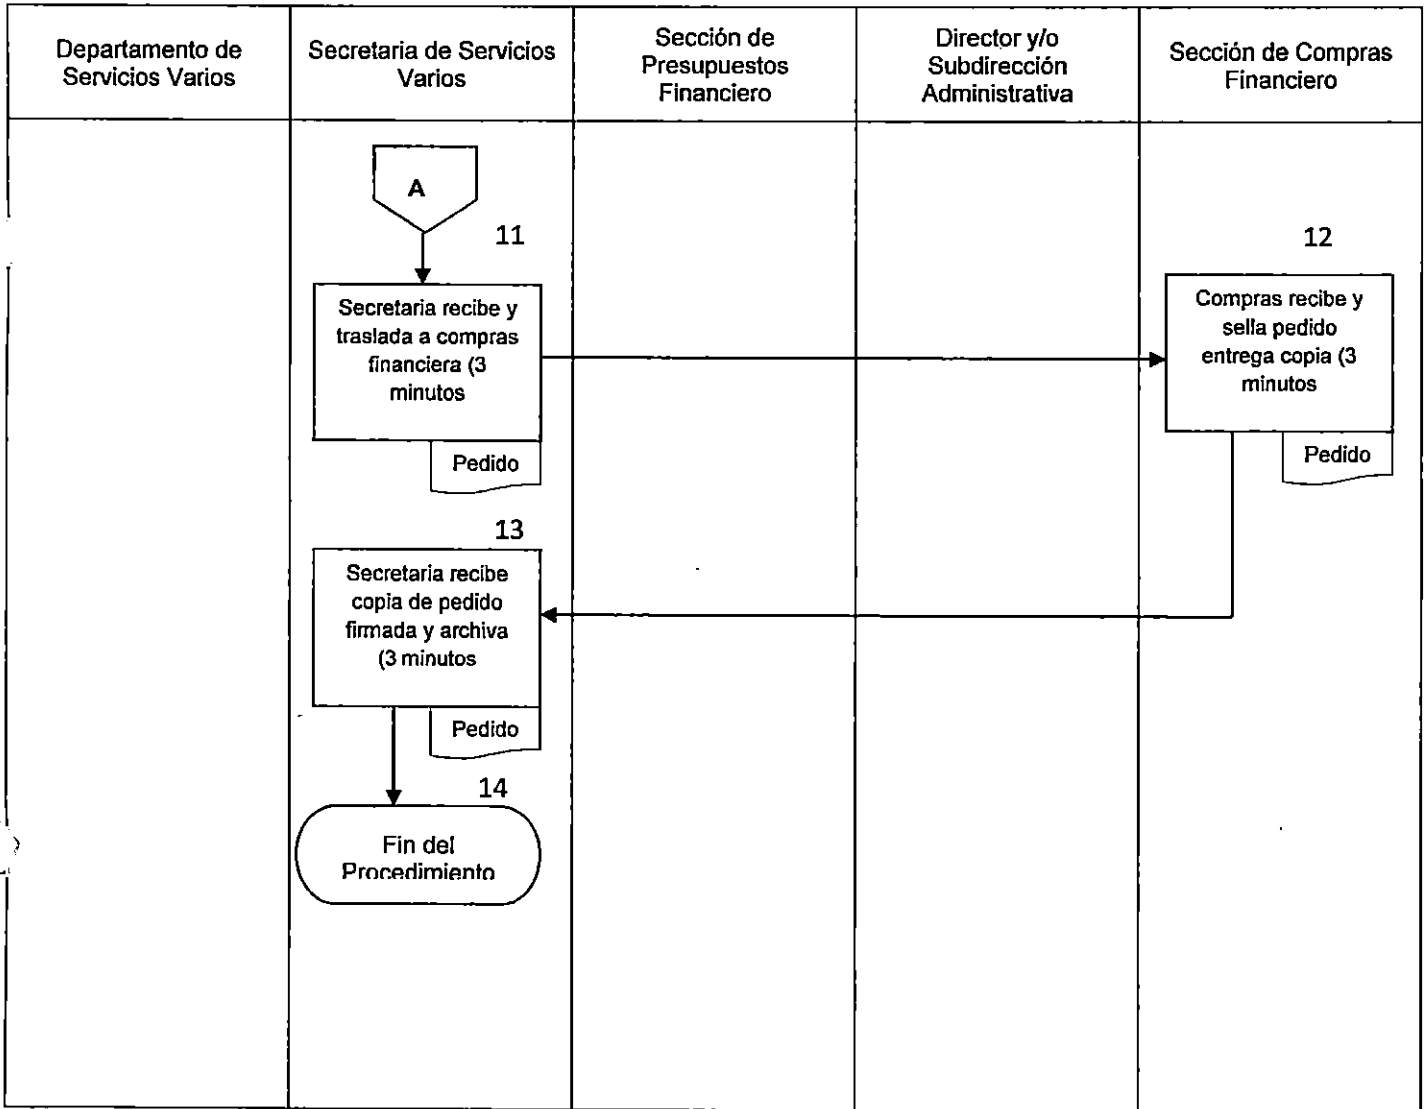 Departamento de
Servicios Varios
Secretaria de Servicios
Varios
Sección de
Presupuestos
Financiero
Director y/o
Subdirección
Administrativa
Sección de Compras
Financiero
A
11
Secretaria recibe y
traslada a compras
financiera (3
minutos
Pedido
12
Compras recibe y
sella pedido
entrega copia (3
minutos
Pedido
13
Secretaria recibe
copia de pedido
firmada y archiva
(3 minutos
Pedido
14
Fin del
Procedimiento